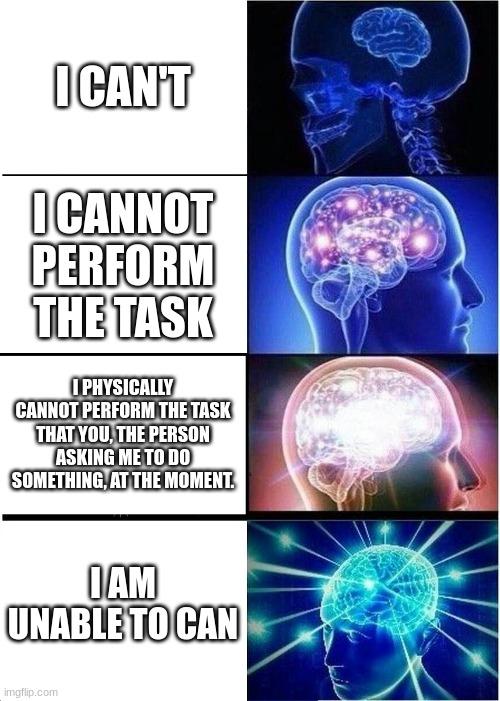 I CAN'T
I CANNOT
PERFORM
THE TASK
I PHYSICALLY
CANNOT PERFORM THE TASK
THAT YOU, THE PERSON
ASKING ME TO DO
SOMETHING, AT THE MOMENT.
I AM
UNABLE TO CAN
imgflip.com